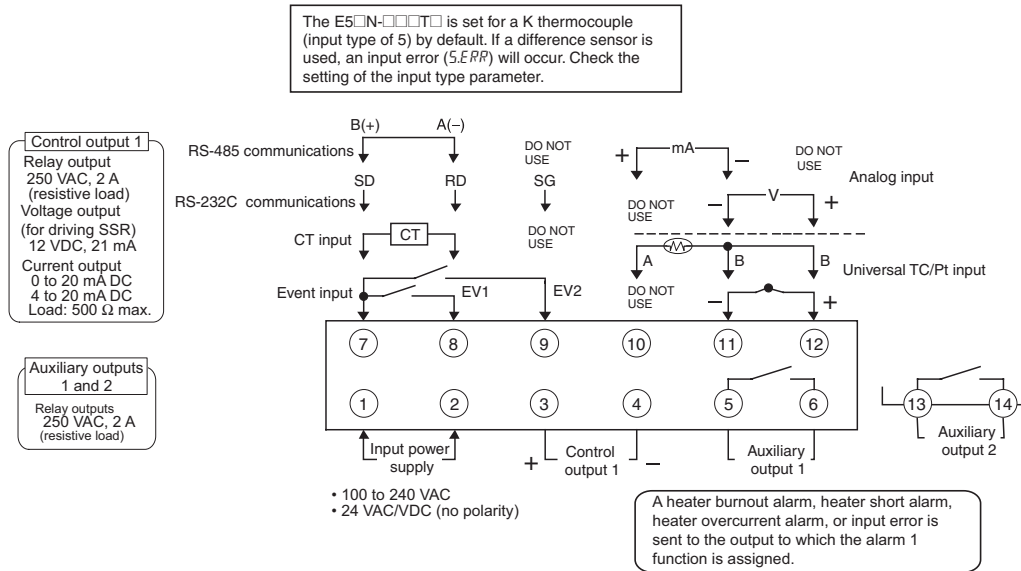 The E5□N-□□□T□ is set for a K thermocouple
(input type of 5) by default. If a difference sensor is
used, an input error (S.ERR) will occur. Check the
setting of the input type parameter.
Control output 1
Relay output
250 VAC, 2 A
(resistive load)
Voltage output
(for driving SSR)
12 VDC, 21 mA
Current output
0 to 20 mA DC
4 to 20 mA DC
Load: 500 Ω max.
Auxiliary outputs
1 and 2
Relay outputs
250 VAC, 2 A
(resistive load)
B(+) A(−)
RS-485 communications
DO NOT
USE
+ mA −
DO NOT
USE
Analog input
SD RD SG
RS-232C communications
DO NOT
USE
− V +
CT input
CT
DO NOT
USE
A B B
Universal TC/Pt input
Event input
EV1 EV2
DO NOT
USE
− +
7 8 9 10 11 12
1 2 3 4 5 6
13 14
Input power
supply
+ Control
output 1 −
Auxiliary
output 1
Auxiliary
output 2
• 100 to 240 VAC
• 24 VAC/VDC (no polarity)
A heater burnout alarm, heater short alarm,
heater overcurrent alarm, or input error is
sent to the output to which the alarm 1
function is assigned.